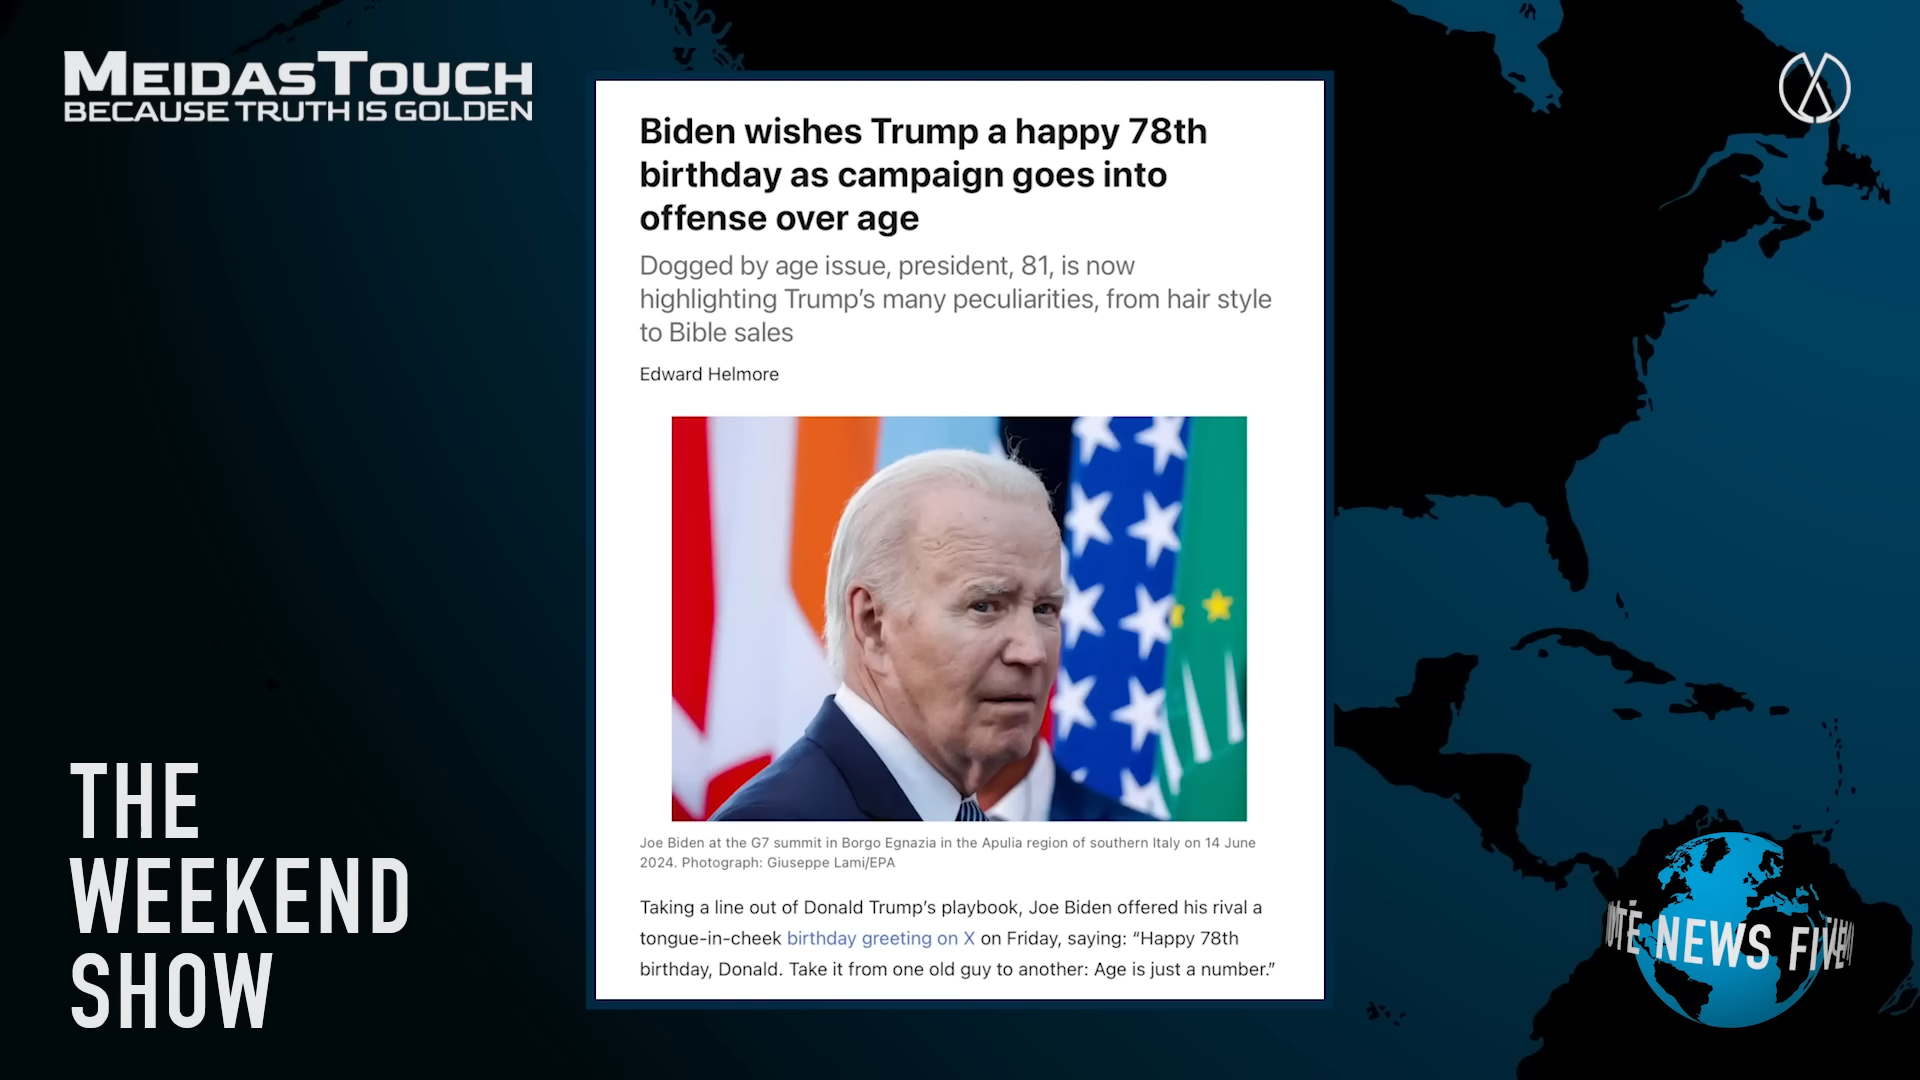 MEIDASTOUCH
BECAUSE TRUTH IS GOLDEN
Biden wishes Trump a happy 78th
birthday as campaign goes into
offense over age
Dogged by age issue, president, 81, is now
highlighting Trump’s many peculiarities, from hair style
to Bible sales
Edward Helmore
Joe Biden at the G7 summit in Borgo Egnazia in the Apulia region of southern Italy on 14 June
2024. Photograph: Giuseppe Lami/EPA
Taking a line out of Donald Trump’s playbook, Joe Biden offered his rival a
tongue-in-cheek birthday greeting on X on Friday, saying: “Happy 78th
birthday, Donald. Take it from one old guy to another: Age is just a number.”
THE
WEEKEND
SHOW
NEWS FIVE